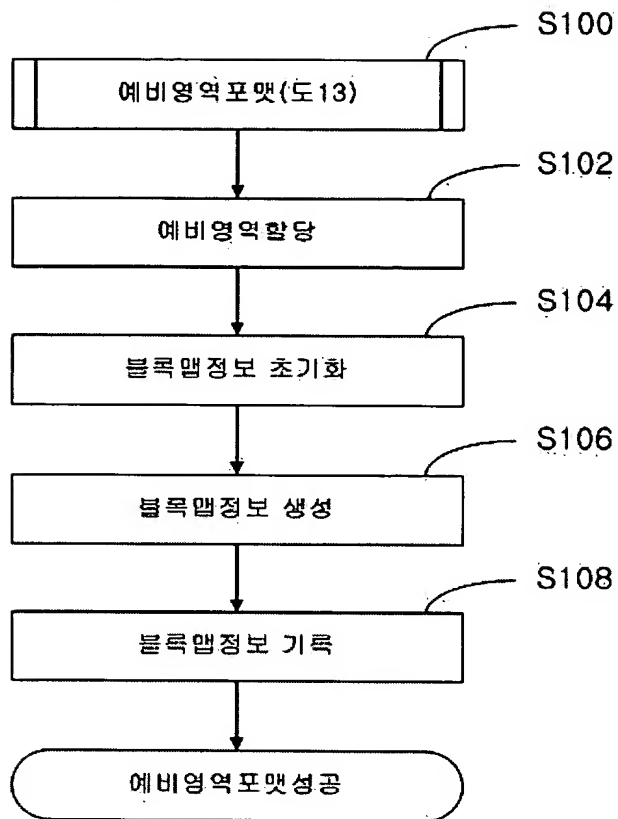 S100
예비영역포맷(도13)
S102
예비영역할당
S104
블록맵정보 초기화
S106
블록맵정보 생성
S108
블록맵정보 기록
예비영역포맷성공